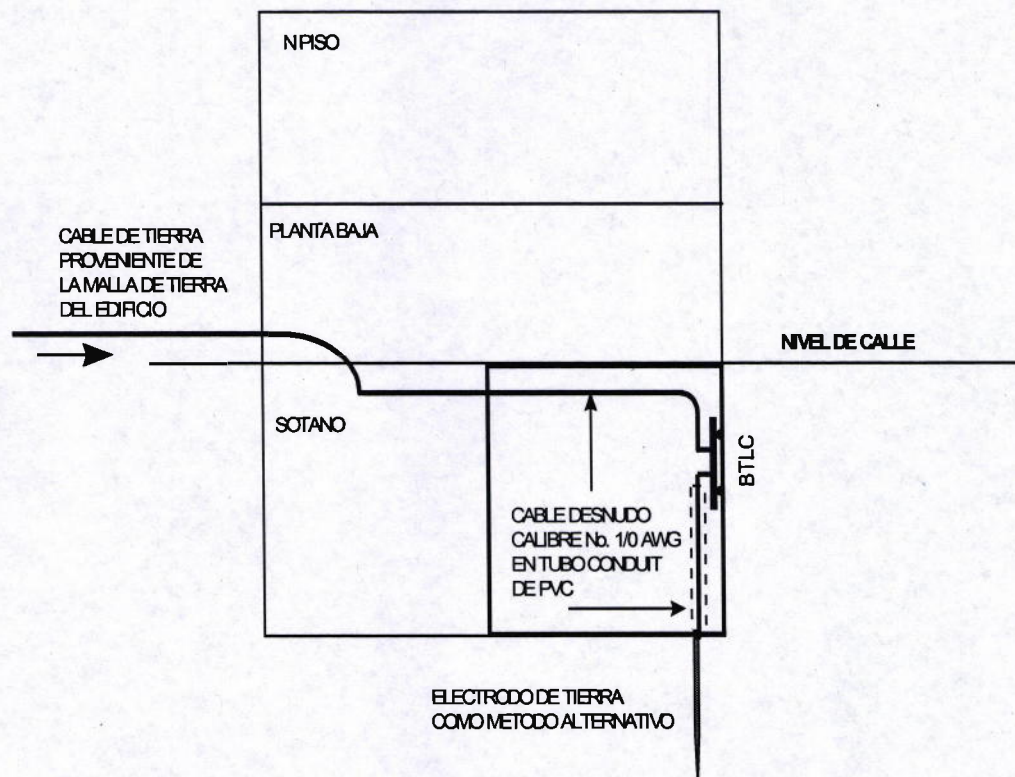 N PISO
PLANTA BAJA
CABLE DE TIERRA
PROVENIENTE DE
LA MALLA DE TIERRA
DEL EDIFICIO
NIVEL DE CALLE
SOTANO
BTLC
CABLE DESNUDO
CALIBRE No. 1/0 AWG
EN TUBO CONDUIT
DE PVC
ELECTRODO DE TIERRA
COMO METODO ALTERNATIVO